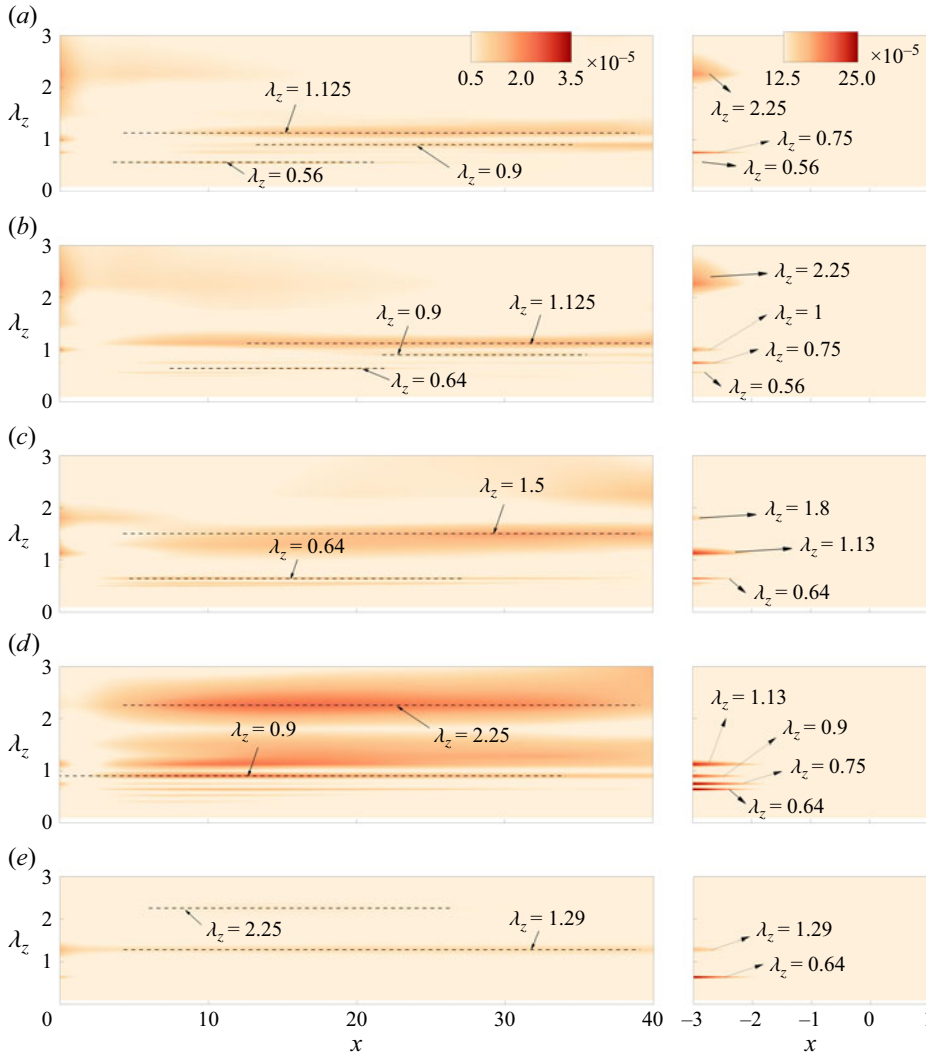 (a)
3
2
1
0
λz
0.5 2.0 3.5 ×10⁻⁵
λz = 1.125
λz = 0.56
λz = 0.9
12.5 25.0 ×10⁻⁵
λz = 2.25
λz = 0.75
λz = 0.56
(b)
3
2
1
0
λz
λz = 0.9
λz = 1.125
λz = 0.64
λz = 2.25
λz = 1
λz = 0.75
λz = 0.56
(c)
3
2
1
0
λz
λz = 1.5
λz = 0.64
λz = 1.8
λz = 1.13
λz = 0.64
(d)
3
2
1
0
λz
λz = 0.9
λz = 2.25
λz = 1.13
λz = 0.9
λz = 0.75
λz = 0.64
(e)
3
2
1
λz
λz = 2.25
λz = 1.29
λz = 1.29
λz = 0.64
0 10 20 30 40
x
−3 −2 −1 0 1
x